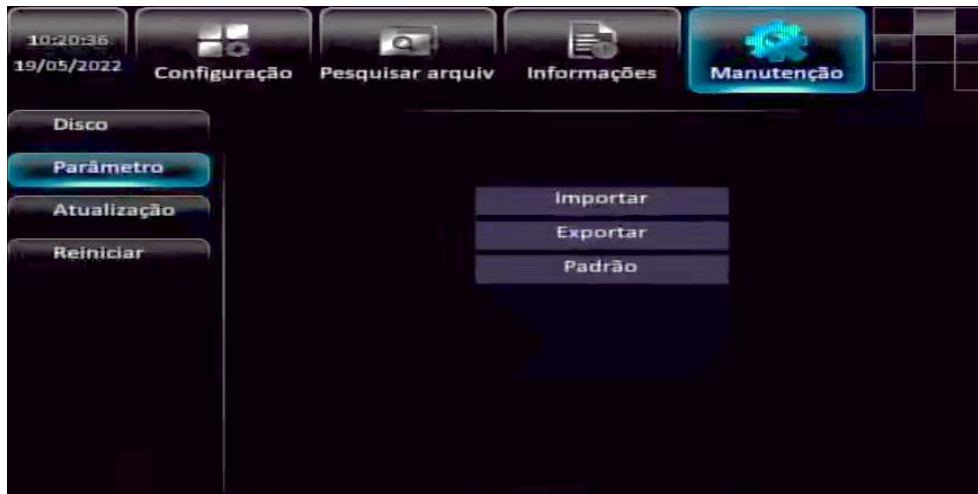 10:20:36
19/05/2022
Configuração
Pesquisar arquiv
Informações
Manutenção
Disco
Parâmetro
Atualização
Reiniciar
Importar
Exportar
Padrão